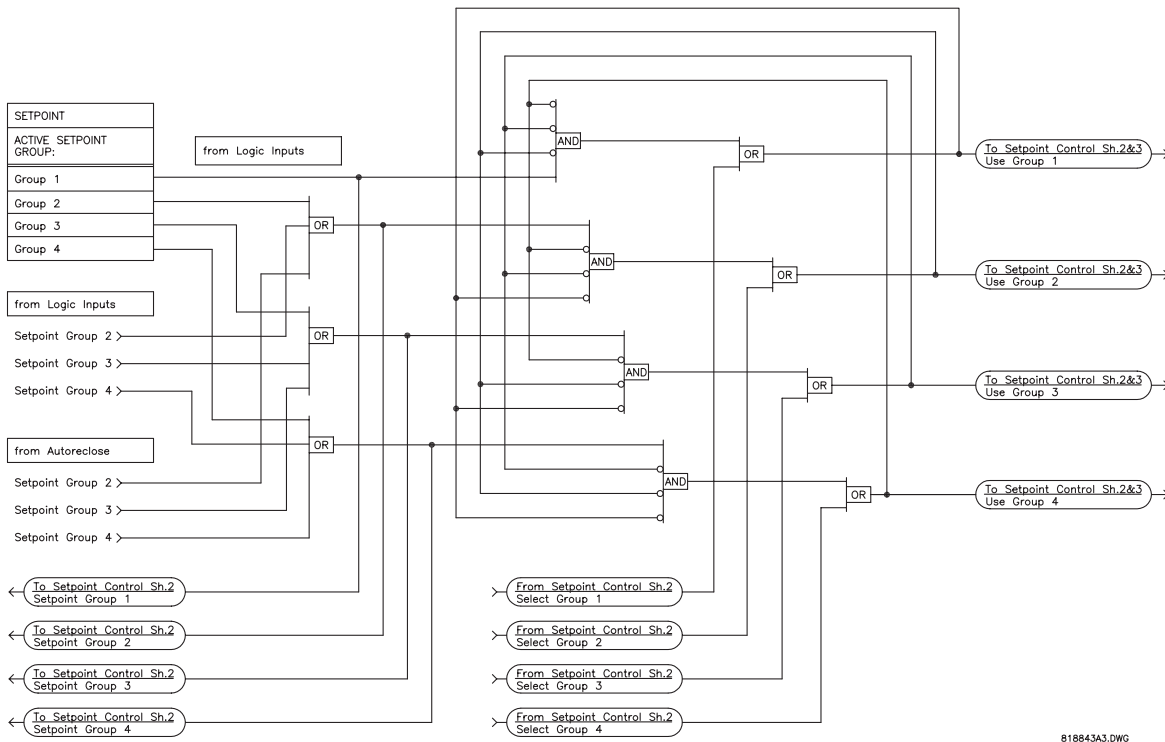 SETPOINT
ACTIVE SETPOINT
GROUP:
Group 1
Group 2
Group 3
Group 4
from Logic Inputs
from Logic Inputs
Setpoint Group 2
Setpoint Group 3
Setpoint Group 4
from Autoreclose
Setpoint Group 2
Setpoint Group 3
Setpoint Group 4
OR
OR
OR
AND
AND
AND
AND
OR
OR
OR
OR
To Setpoint Control Sh.2&3
Use Group 1
To Setpoint Control Sh.2&3
Use Group 2
To Setpoint Control Sh.2&3
Use Group 3
To Setpoint Control Sh.2&3
Use Group 4
To Setpoint Control Sh.2
Setpoint Group 1
To Setpoint Control Sh.2
Setpoint Group 2
To Setpoint Control Sh.2
Setpoint Group 3
To Setpoint Control Sh.2
Setpoint Group 4
From Setpoint Control Sh.2
Select Group 1
From Setpoint Control Sh.2
Select Group 2
From Setpoint Control Sh.2
Select Group 3
From Setpoint Control Sh.2
Select Group 4
818843A3.DWG